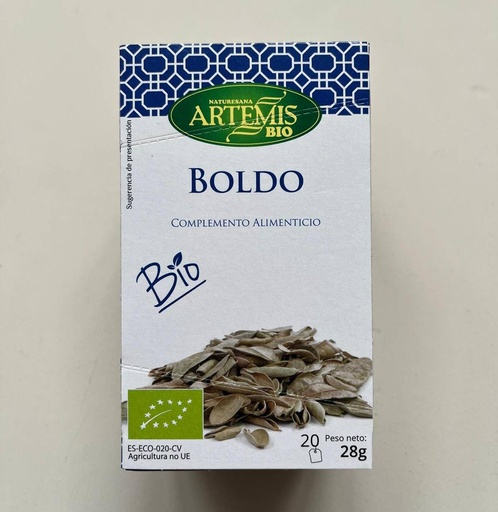 NATURESANA
ARTEMIS
BIO
Sugerencia de presentación
BOLDO
COMPLEMENTO ALIMENTICIO
Bio
ES-ECO-020-CV
Agricultura no UE
20
Peso neto:
28g